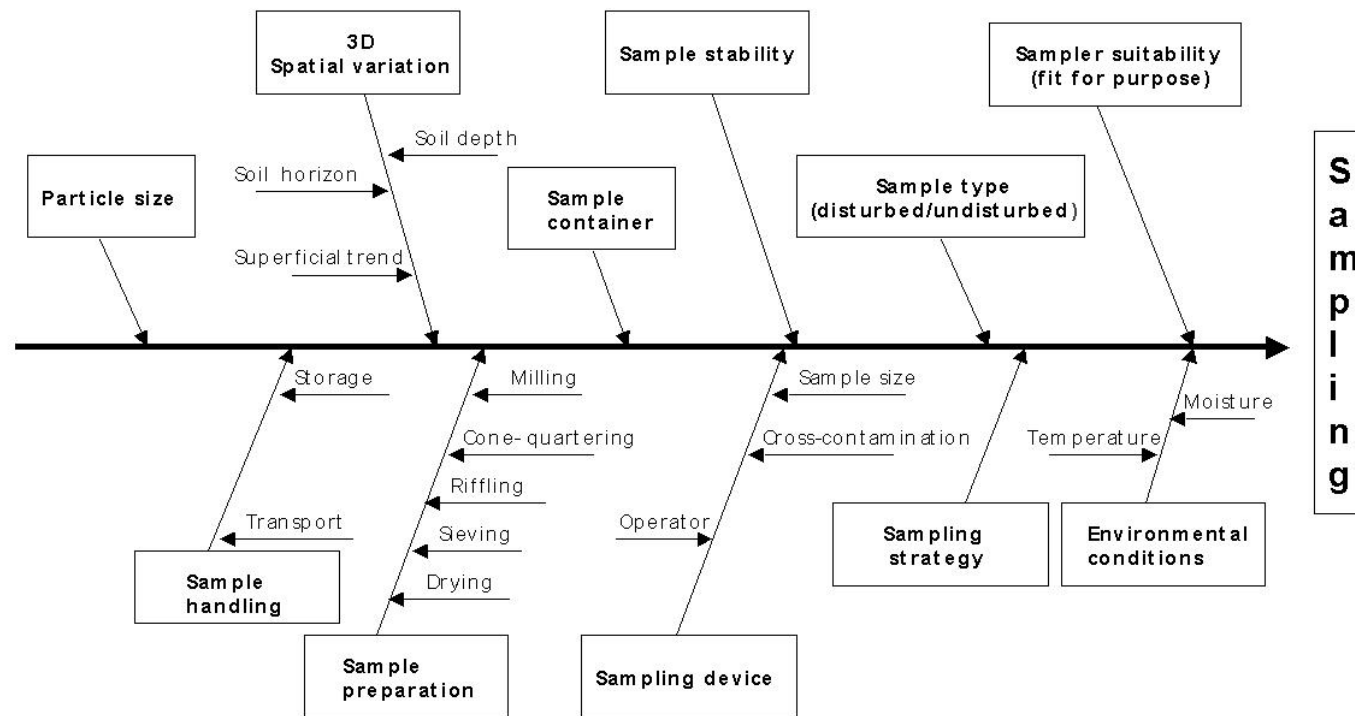 3D
Spatial variation
Sample stability
Sampler suitability
(fit for purpose)
Soil depth
Soil horizon
Superficial trend
Particle size
Sample
container
Sample type
(disturbed/undisturbed)
Sampling
Storage
Transport
Sample
handling
Milling
Cone-quartering
Riffling
Sieving
Drying
Sample
preparation
Sample size
Cross-contamination
Operator
Sampling device
Sampling
strategy
Moisture
Temperature
Environmental
conditions